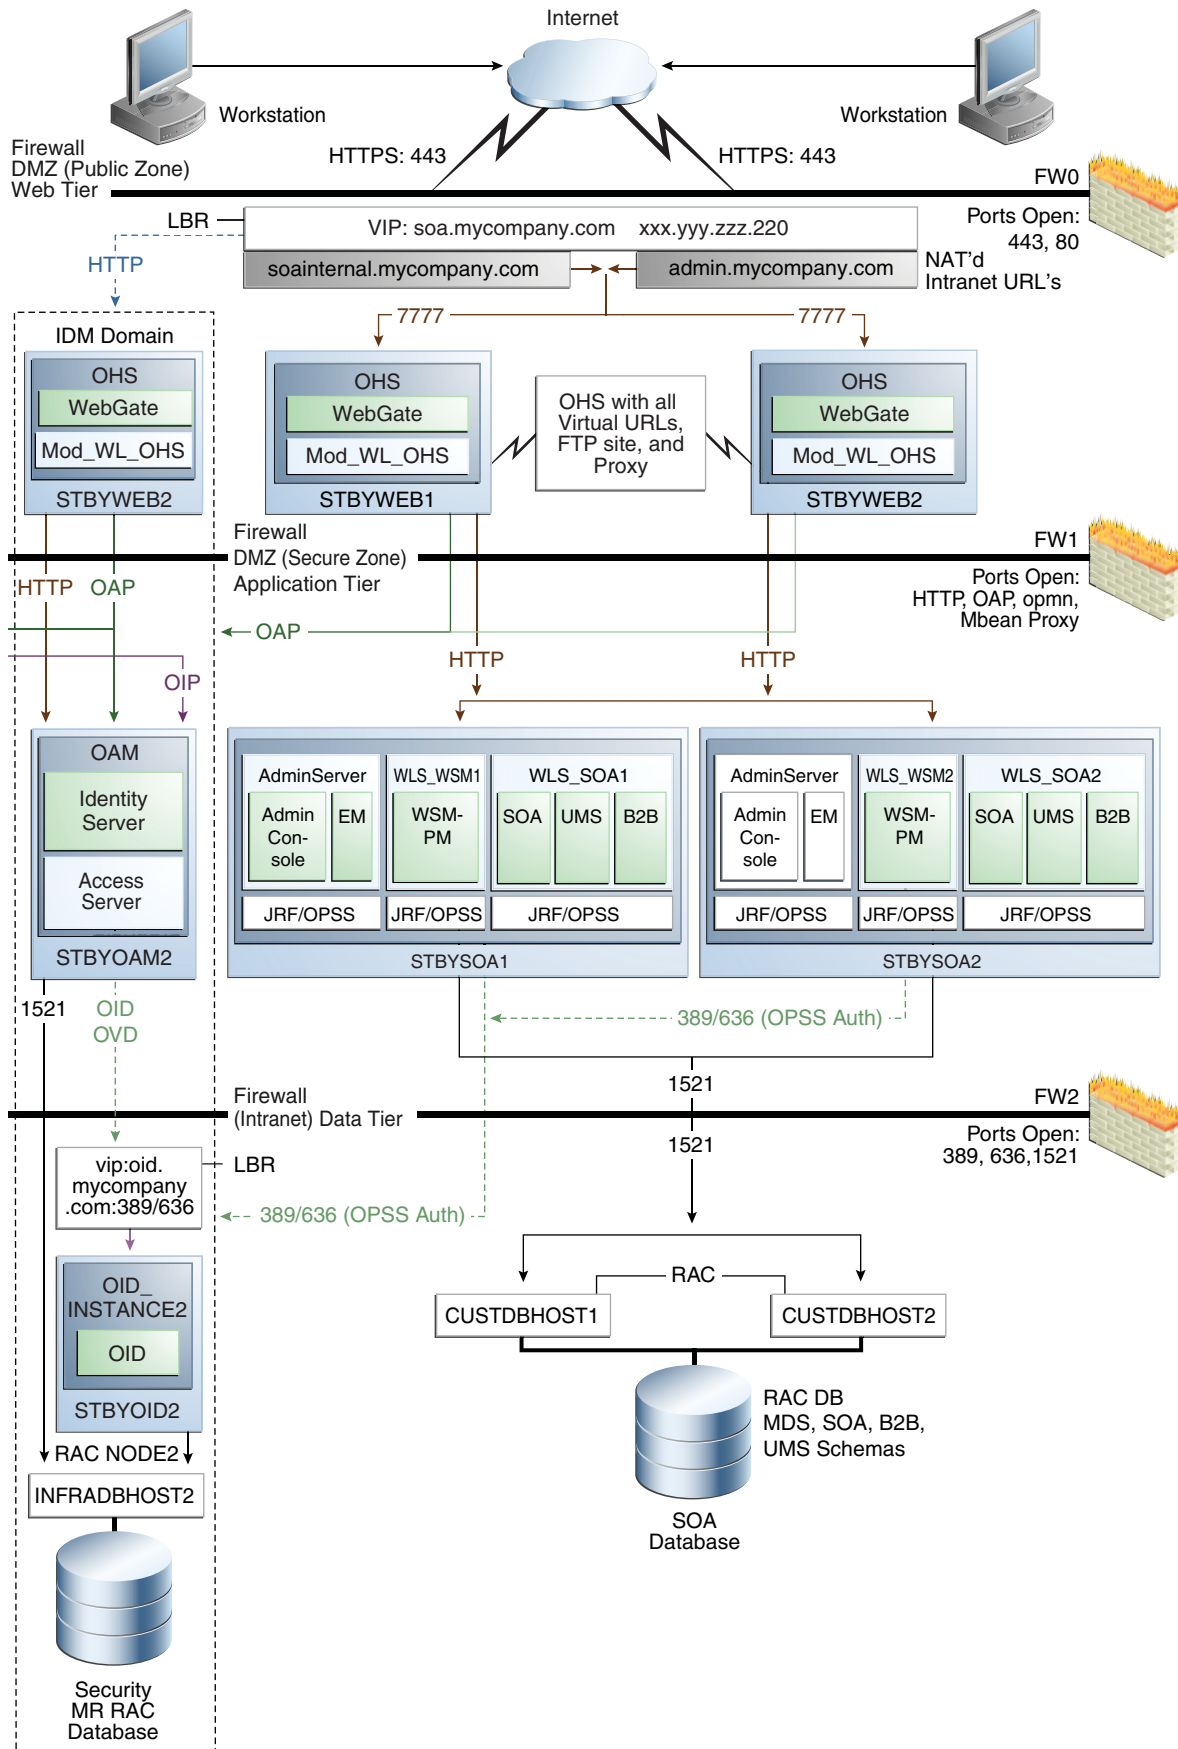 Internet
Workstation
Workstation
HTTPS: 443
HTTPS: 443
Firewall
DMZ (Public Zone)
Web Tier
FW0
Ports Open:
443, 80
LBR
VIP: soa.mycompany.com xxx.yyy.zzz.220
soainternal.mycompany.com
admin.mycompany.com
NAT'd
Intranet URL's
HTTP
7777
7777
IDM Domain
OHS
WebGate
Mod_WL_OHS
STBYWEB2
OHS
WebGate
Mod_WL_OHS
STBYWEB1
OHS with all
Virtual URLs,
FTP site, and
Proxy
OHS
WebGate
Mod_WL_OHS
STBYWEB2
Firewall
DMZ (Secure Zone)
Application Tier
FW1
Ports Open:
HTTP, OAP, opmn,
Mbean Proxy
HTTP
OAP
OAP
OIP
HTTP
HTTP
OAM
Identity
Server
Access
Server
STBYOAM2
AdminServer
Admin
Con-
sole
EM
WLS_WSM1
WSM-
PM
WLS_SOA1
SOA
UMS
B2B
JRF/OPSS
JRF/OPSS
JRF/OPSS
STBYSOA1
AdminServer
Admin
Con-
sole
EM
WLS_WSM2
WSM-
PM
WLS_SOA2
SOA
UMS
B2B
JRF/OPSS
JRF/OPSS
JRF/OPSS
STBYSOA2
1521
OID
OVD
389/636 (OPSS Auth)
1521
Firewall
(Intranet) Data Tier
FW2
Ports Open:
389, 636,1521
1521
vip:oid.
mycompany
.com:389/636
LBR
389/636 (OPSS Auth)
OID_
INSTANCE2
OID
STBYOID2
RAC
CUSTDBHOST1
CUSTDBHOST2
RAC DB
MDS, SOA, B2B,
UMS Schemas
SOA
Database
RAC NODE2
INFRADBHOST2
Security
MR RAC
Database